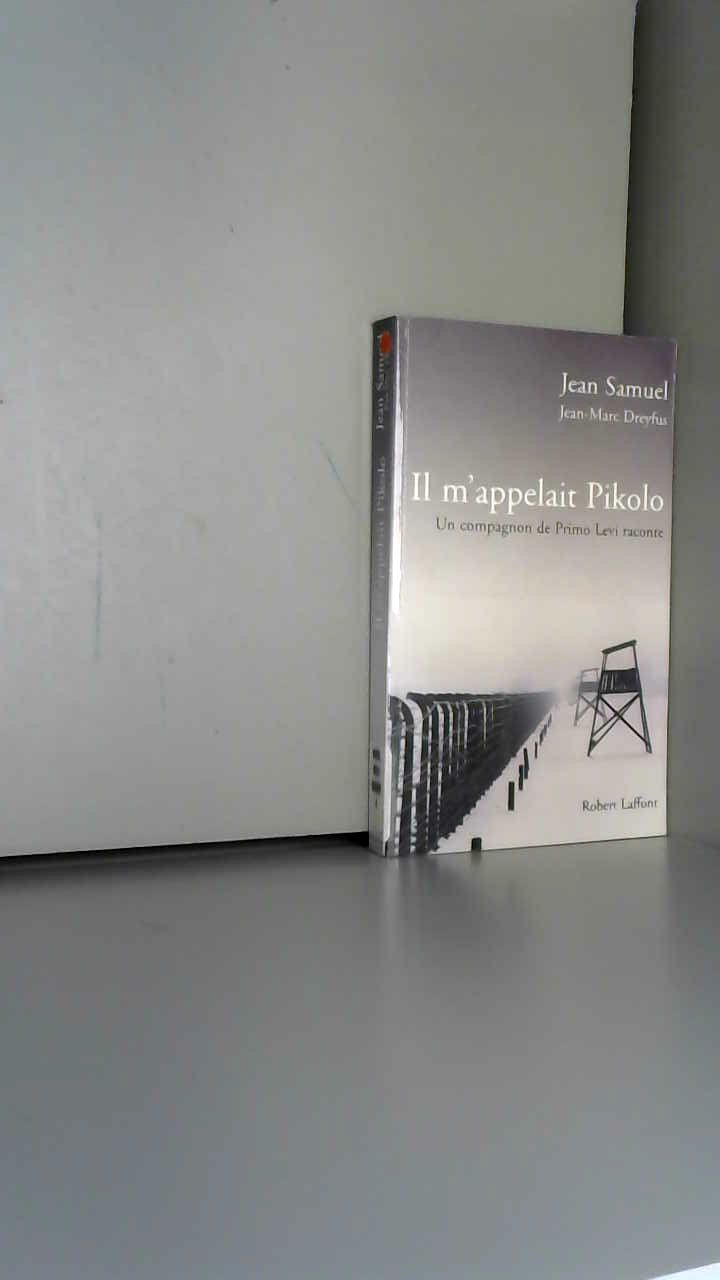 Jean Samuel
Jean-Marc Dreyfus
Il m'appelait Pikolo
Un compagnon de Primo Levi raconte
Robert Laffont
Jean Samuel
Il m'appelait Pikolo